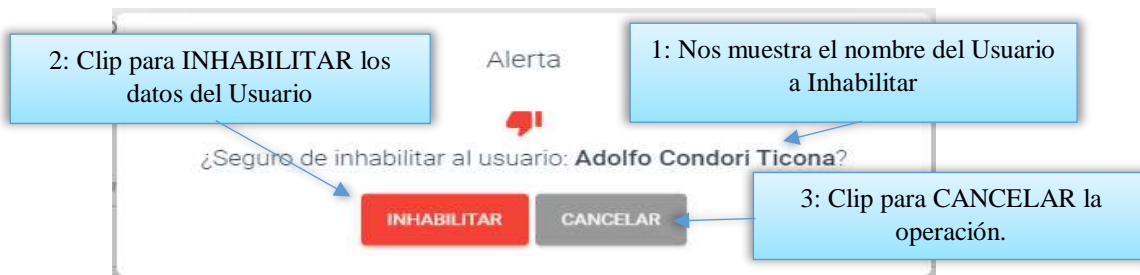 2: Clip para INHABILITAR los
datos del Usuario
Alerta
1: Nos muestra el nombre del Usuario
a Inhabilitar
¿Seguro de inhabilitar al usuario: Adolfo Condori Ticona?
INHABILITAR
CANCELAR
3: Clip para CANCELAR la
operación.